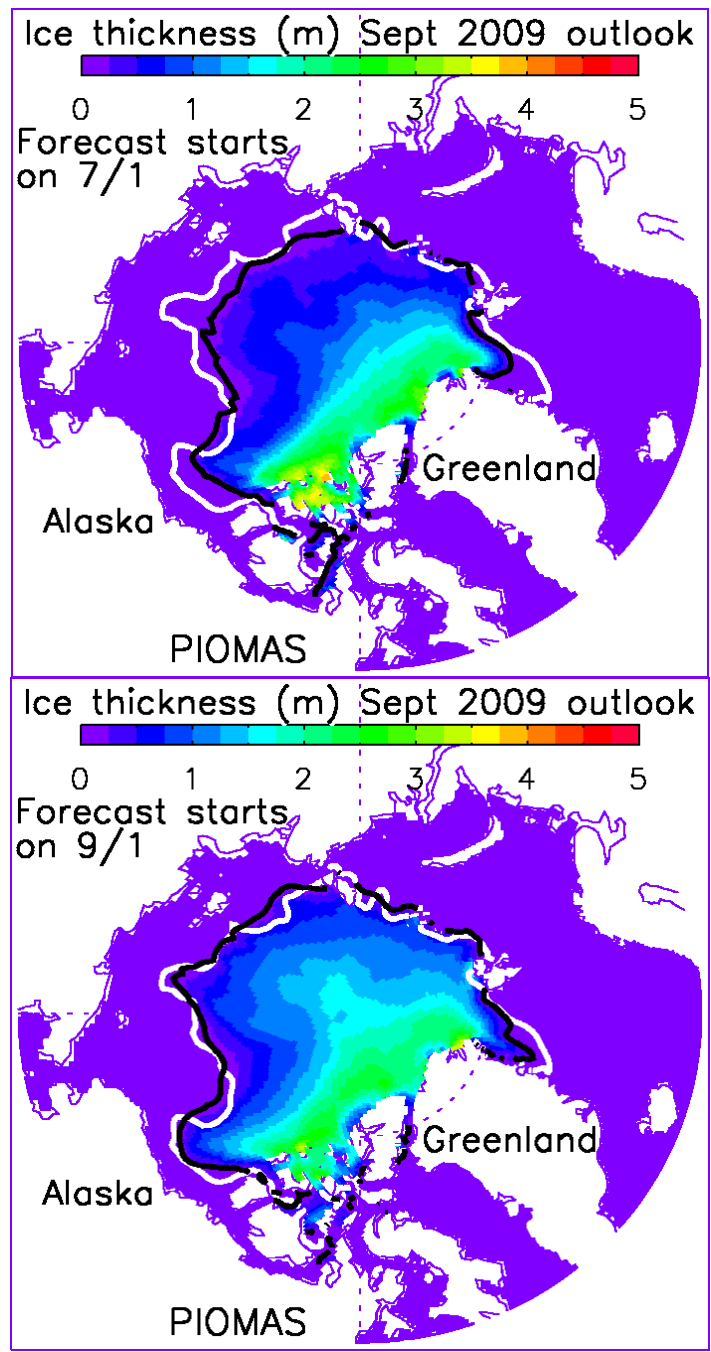 Ice thickness (m) Sept 2009 outlook
0 1 2 3 4 5
Forecast starts
on 7/1
Greenland
Alaska
PIOMAS
Ice thickness (m) Sept 2009 outlook
0 1 2 3 4 5
Forecast starts
on 9/1
Greenland
Alaska
PIOMAS